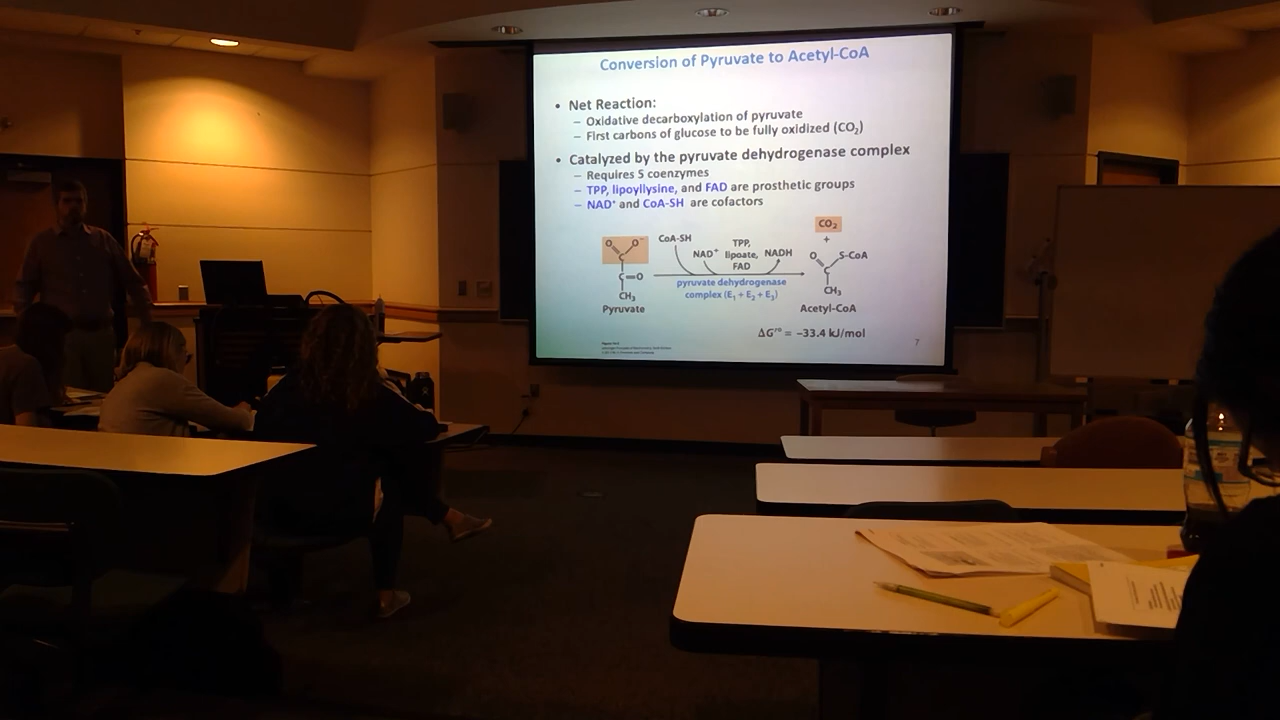 Conversion of Pyruvate to Acetyl-CoA
• Net Reaction:
– Oxidative decarboxylation of pyruvate
– First carbons of glucose to be fully oxidized (CO₂)
• Catalyzed by the pyruvate dehydrogenase complex
– Requires 5 coenzymes
– TPP, lipoyllysine, and FAD are prosthetic groups
– NAD⁺ and CoA-SH are cofactors
CO₂
+
O O⁻
C
C=O
CH₃
Pyruvate
CoA-SH
NAD⁺
TPP,
lipoate,
FAD
NADH
pyruvate dehydrogenase
complex (E₁ + E₂ + E₃)
O S-CoA
C
CH₃
Acetyl-CoA
ΔG'° = −33.4 kJ/mol
7